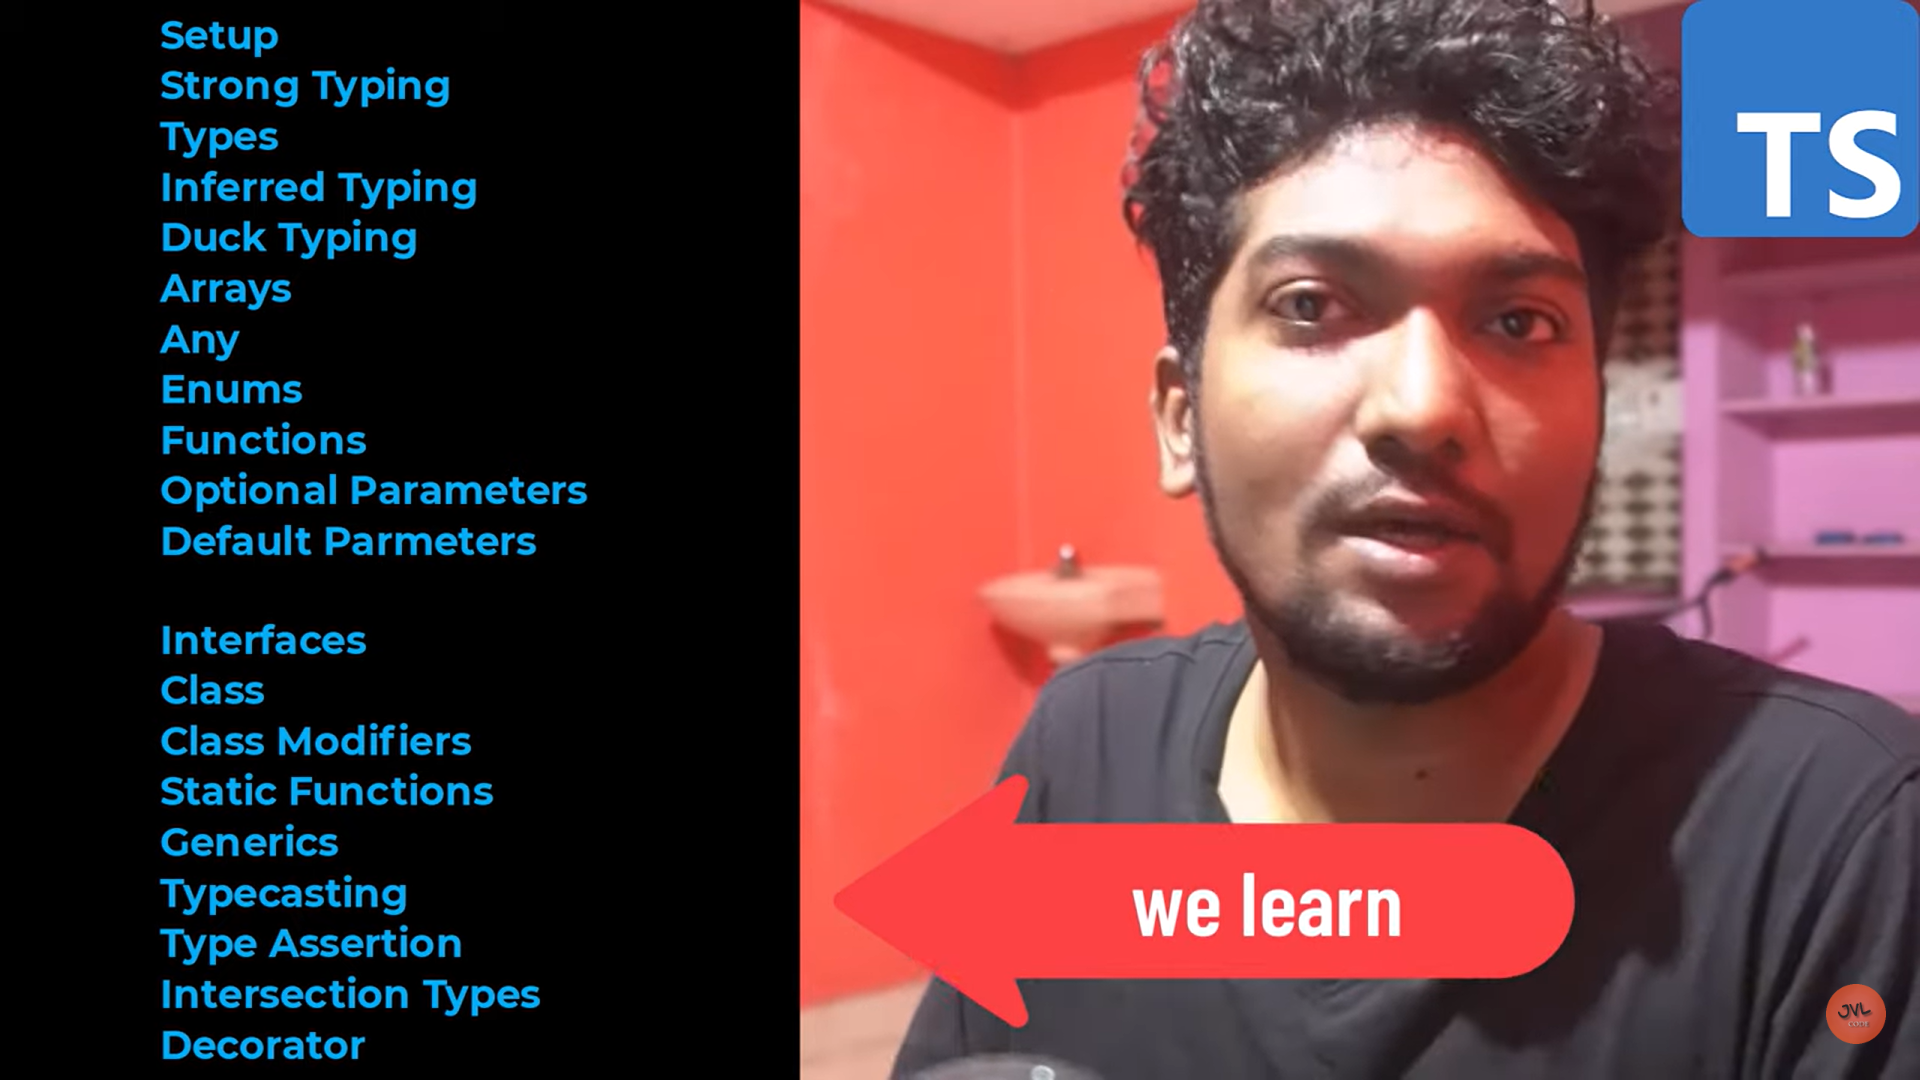 Setup
Strong Typing
Types
Inferred Typing
Duck Typing
Arrays
Any
Enums
Functions
Optional Parameters
Default Parmeters
Interfaces
Class
Class Modifiers
Static Functions
Generics
Typecasting
Type Assertion
Intersection Types
Decorator
TS
we learn
JVL
CODE